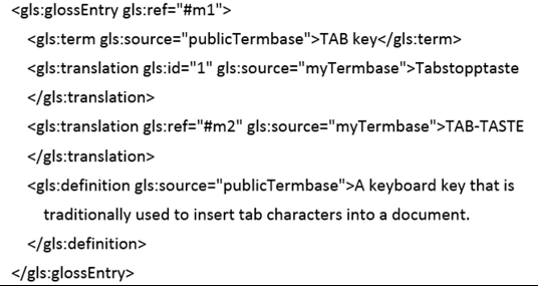 <gls:glossEntry gls:ref="#m1">
<gls:term gls:source="publicTermbase">TAB key</gls:term>
<gls:translation gls:id="1" gls:source="myTermbase">Tabstopptaste
</gls:translation>
<gls:translation gls:ref="#m2" gls:source="myTermbase">TAB-TASTE
</gls:translation>
<gls:definition gls:source="publicTermbase">A keyboard key that is
traditionally used to insert tab characters into a document.
</gls:definition>
</gls:glossEntry>